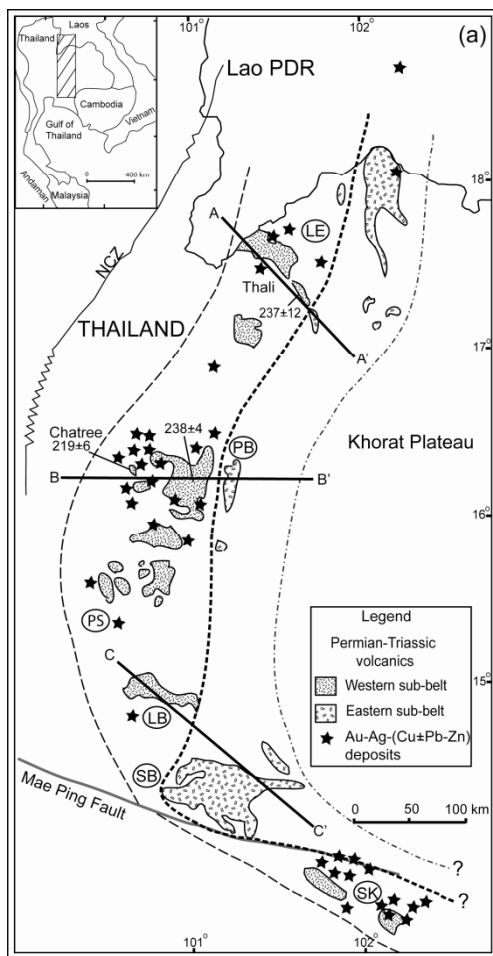 101°
102°
Laos
Thailand
Cambodia
Gulf of
Thailand
Vietnam
Andaman
Malaysia
0 400 km
(a)
Lao PDR
18°
A
LE
NCZ
Thali
237±12
THAILAND
17°
A'
Chatree
219±6
238±4
PB
Khorat Plateau
B
B'
16°
PS
Legend
Permian-Triassic
volcanics
Western sub-belt
Eastern sub-belt
Au-Ag-(Cu±Pb-Zn)
deposits
C
15°
LB
SB
0 50 100 km
Mae Ping Fault
C'
?
SK
?
101°
102°